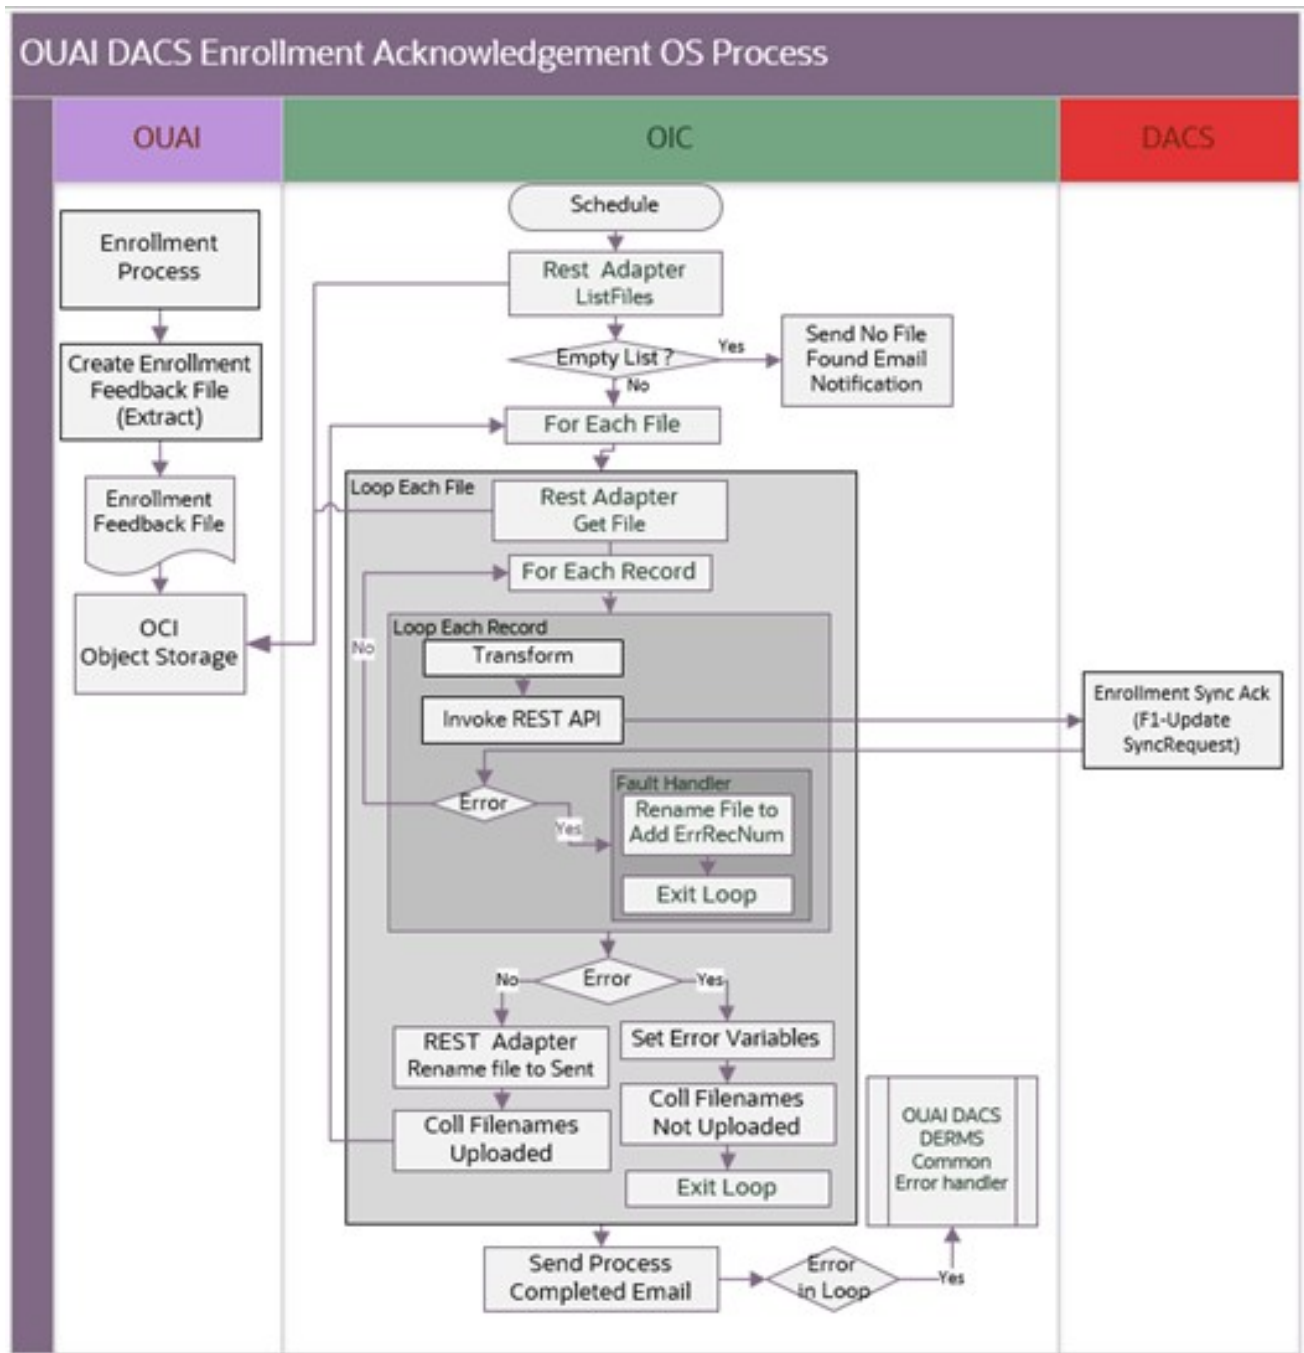 OUAI DACS Enrollment Acknowledgement OS Process
OUAI
OIC
DACS
Enrollment
Process
Create Enrollment
Feedback File
(Extract)
Enrollment
Feedback File
OCI
Object Storage
Schedule
Rest Adapter
ListFiles
Empty List ?
Yes
No
Send No File
Found Email
Notification
For Each File
Loop Each File
Rest Adapter
Get File
For Each Record
No
Loop Each Record
Transform
Invoke REST API
Enrollment Sync Ack
(F1-Update
SyncRequest)
Error
Yes
Fault Handler
Rename File to
Add ErrRecNum
Exit Loop
Error
No
Yes
REST Adapter
Rename file to Sent
Coll Filenames
Uploaded
Set Error Variables
Coll Filenames
Not Uploaded
Exit Loop
OUAI DACS
DERMS
Common
Error handler
Send Process
Completed Email
Error
in Loop
Yes